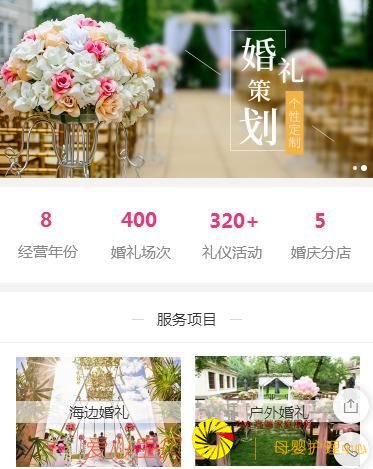 婚礼
策划
个性定制
8 400 320+ 5
经营年份 婚礼场次 礼仪活动 婚庆分店
服务项目
海边婚礼 户外婚礼
母婴护理